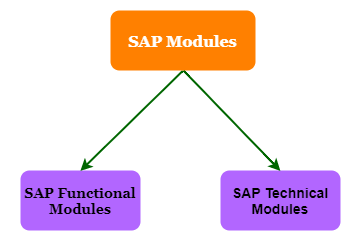 SAP Modules
SAP Functional
Modules
SAP Technical
Modules